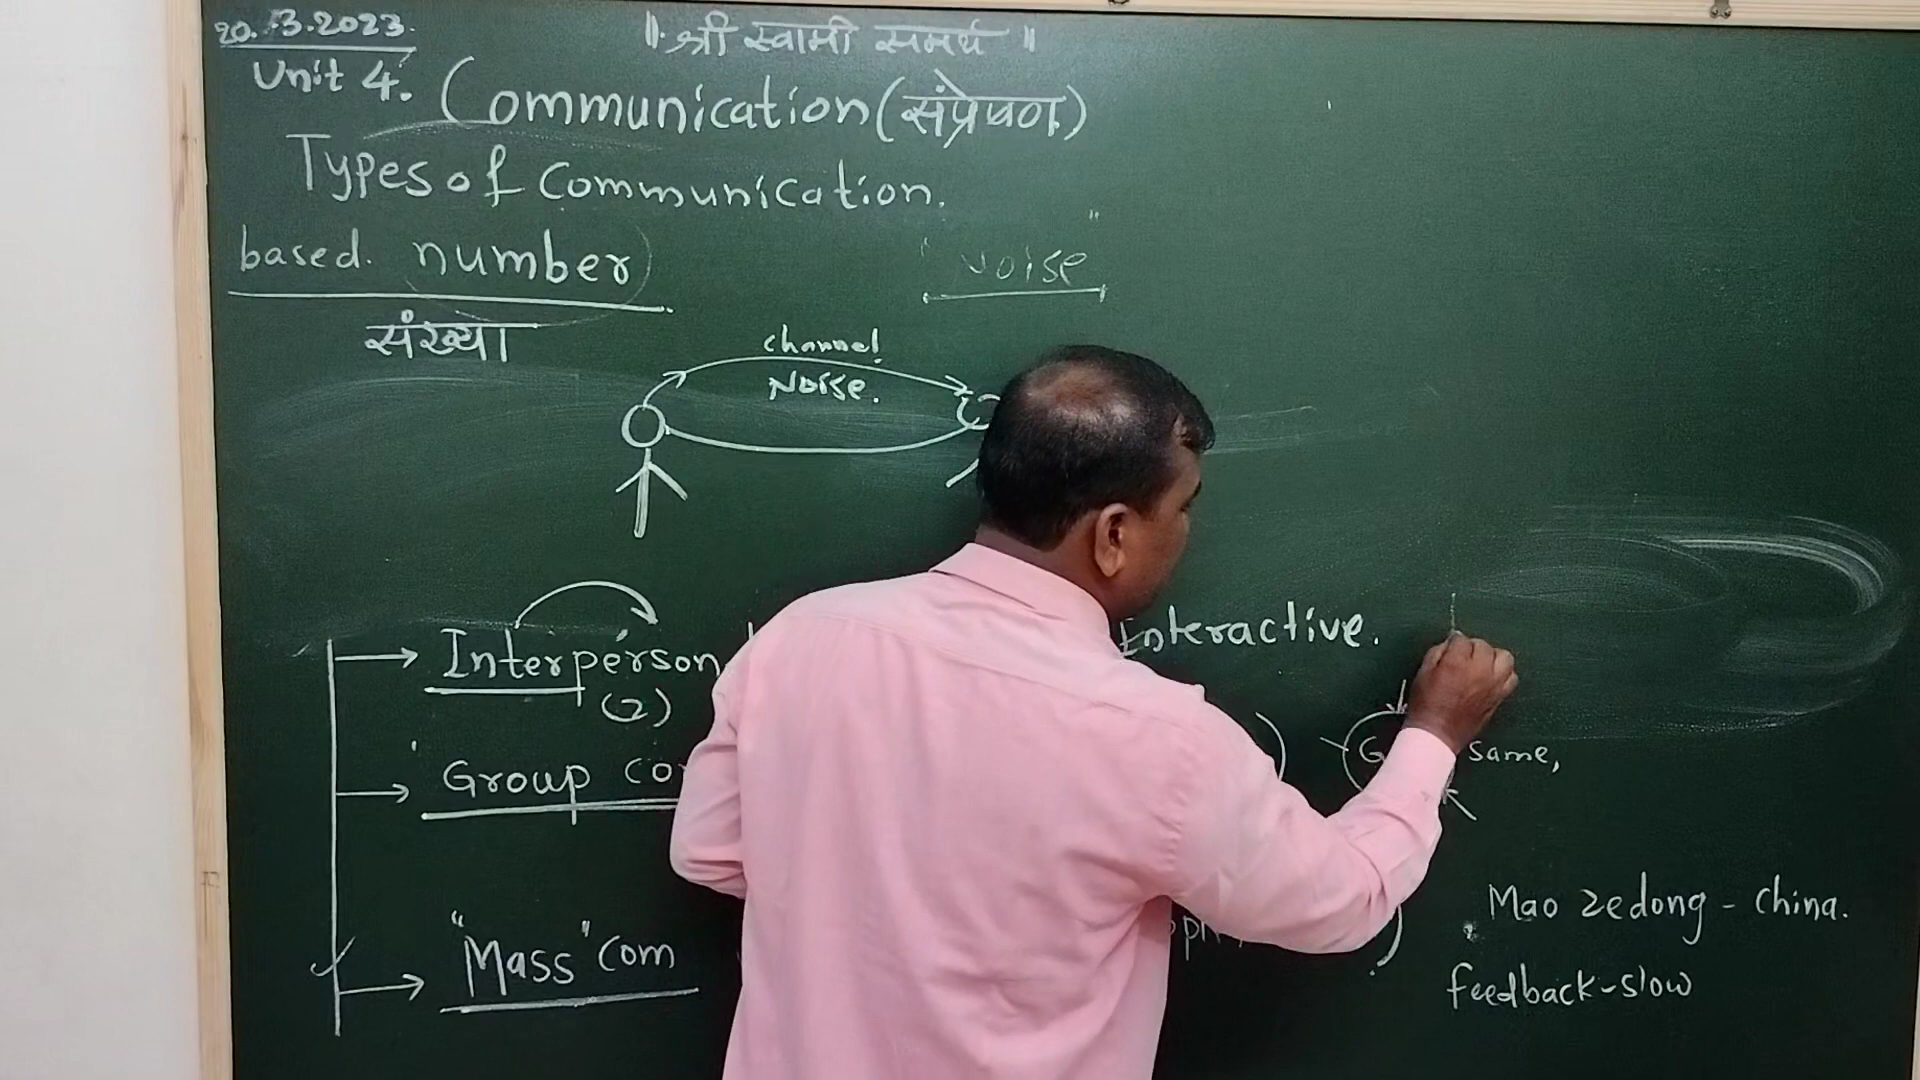 20.3.2023.
॥ श्री स्वामी समर्थ ॥
Unit 4.
Communication (संप्रेषण)
Types of Communication.
based. number
"Noise"
संख्या
channel
Noise.
Interperson
(2)
Interactive.
Group co
G same,
"Mass" com
Mao zedong - China.
feedback-slow